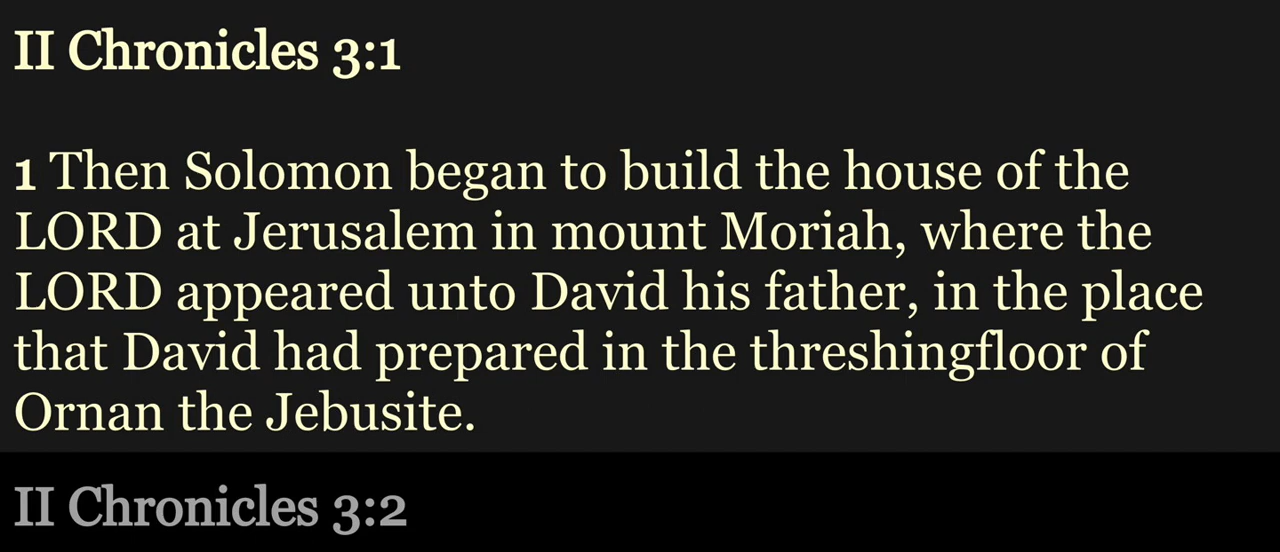 II Chronicles 3:1
1 Then Solomon began to build the house of the
LORD at Jerusalem in mount Moriah, where the
LORD appeared unto David his father, in the place
that David had prepared in the threshingfloor of
Ornan the Jebusite.
II Chronicles 3:2